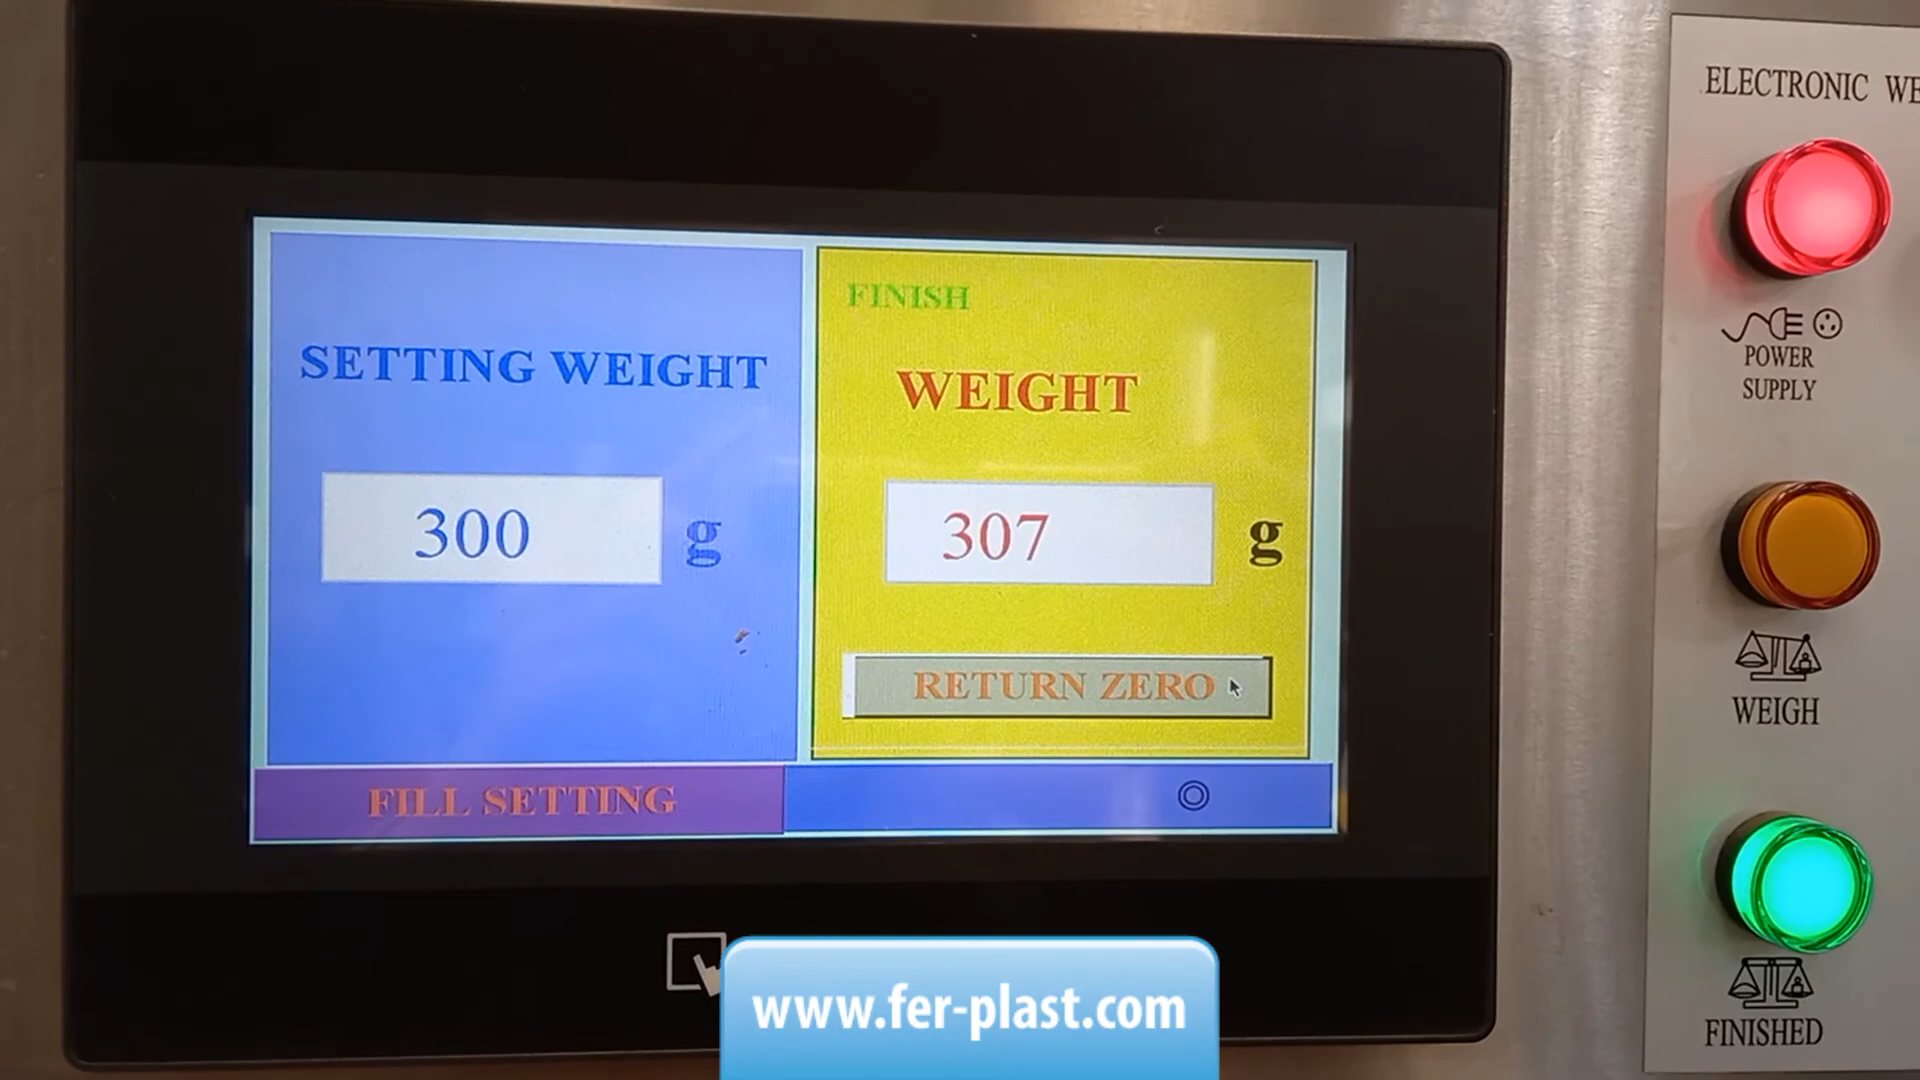 ELECTRONIC WE
SETTING WEIGHT
300 g
FINISH
WEIGHT
307 g
RETURN ZERO
FILL SETTING
POWER
SUPPLY
WEIGH
FINISHED
www.fer-plast.com